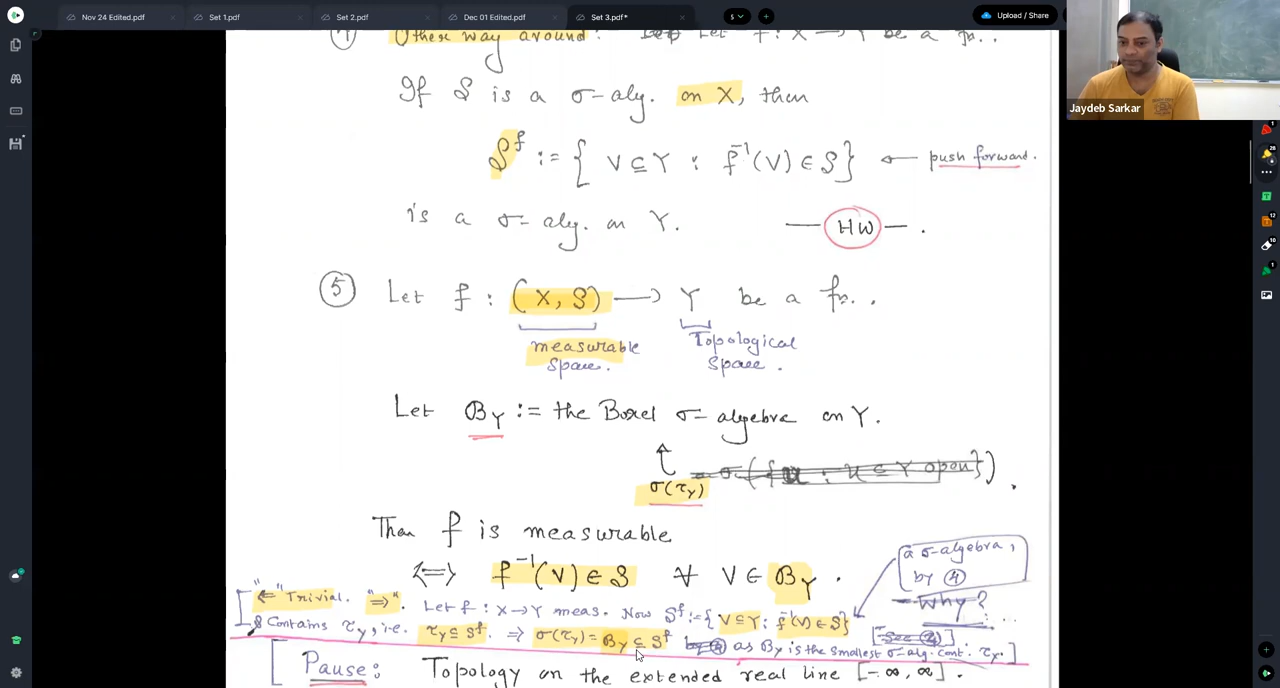 Nov 24 Edited.pdf
Set 1.pdf
Set 2.pdf
Dec 01 Edited.pdf
Set 3.pdf*
5
Upload / Share
Jaydeb Sarkar
④ Other way around: Let f : X → Y be a fn..
If S is a σ-alg. on X, then
S^f := { V ⊆ Y : f⁻¹(V) ∈ S } ← push forward.
is a σ-alg. on Y. — HW — .
⑤ Let f : (X, S) → Y be a fn..
measurable space. Topological space.
Let B_Y := the Borel σ-algebra on Y.
↑ = σ({U : U ⊆ Y open}) .
σ(τ_Y)
Then f is measurable
⟺ f⁻¹(V) ∈ S ∀ V ∈ B_Y .
a σ-algebra, by ④
— Why?
["⇐" Trivial. "⇒". Let f : X → Y meas. Now S^f := { V ⊆ Y : f⁻¹(V) ∈ S }
& Contains τ_Y, i.e. τ_Y ⊆ S^f ⇒ σ(τ_Y) = B_Y ⊆ S^f as B_Y is the smallest σ-alg. cont. τ_Y.]
[ Pause : Topology on the extended real line [-∞, ∞] .